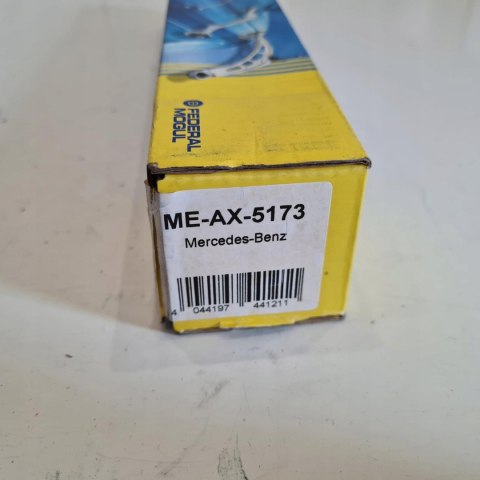 FEDERAL
MOGUL
ME-AX-5173
Mercedes-Benz
4 044197 441211